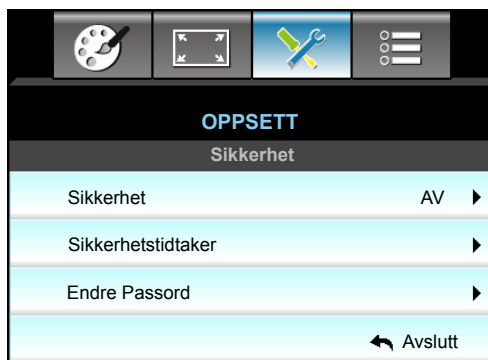 OPPSETT
Sikkerhet
Sikkerhet AV
Sikkerhetstidtaker
Endre Passord
Avslutt